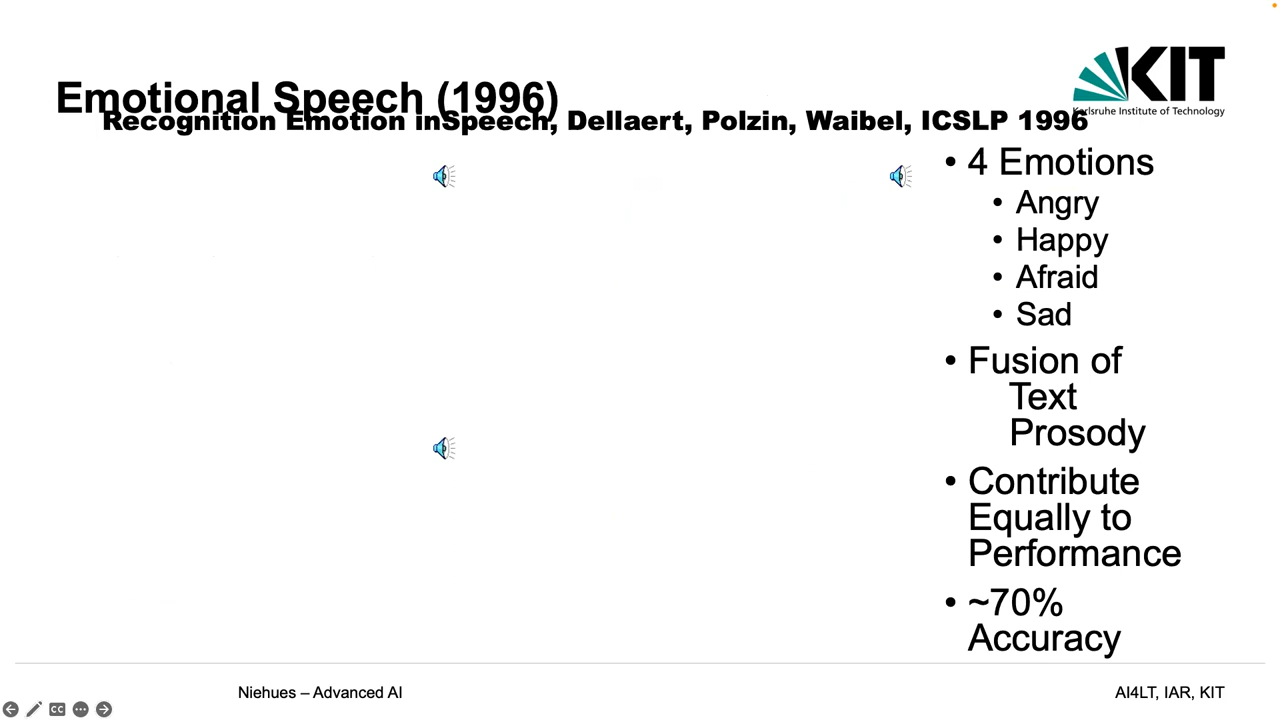 Emotional Speech (1996)
Recognition Emotion inSpeech, Dellaert, Polzin, Waibel, ICSLP 1996
KIT
Karlsruhe Institute of Technology
• 4 Emotions
• Angry
• Happy
• Afraid
• Sad
• Fusion of
Text
Prosody
• Contribute
Equally to
Performance
• ~70%
Accuracy
Niehues – Advanced AI
AI4LT, IAR, KIT
CC